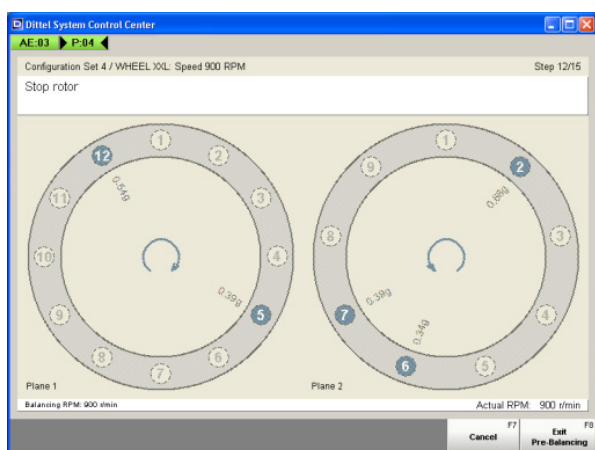 Dittel System Control Center
AE:03 P:04
Configuration Set 4 / WHEEL XXL: Speed 900 RPM
Step 12/15
Stop rotor
12 1 2
11 3
10 4
9 5
8 7 6
0.54g
0.39g
Plane 1
1
9 2
8 3
7 4
6 5
0.68g
0.39g
0.34g
Plane 2
Balancing RPM: 900 r/min
Actual RPM: 900 r/min
F7
Cancel
F8
Exit
Pre-Balancing